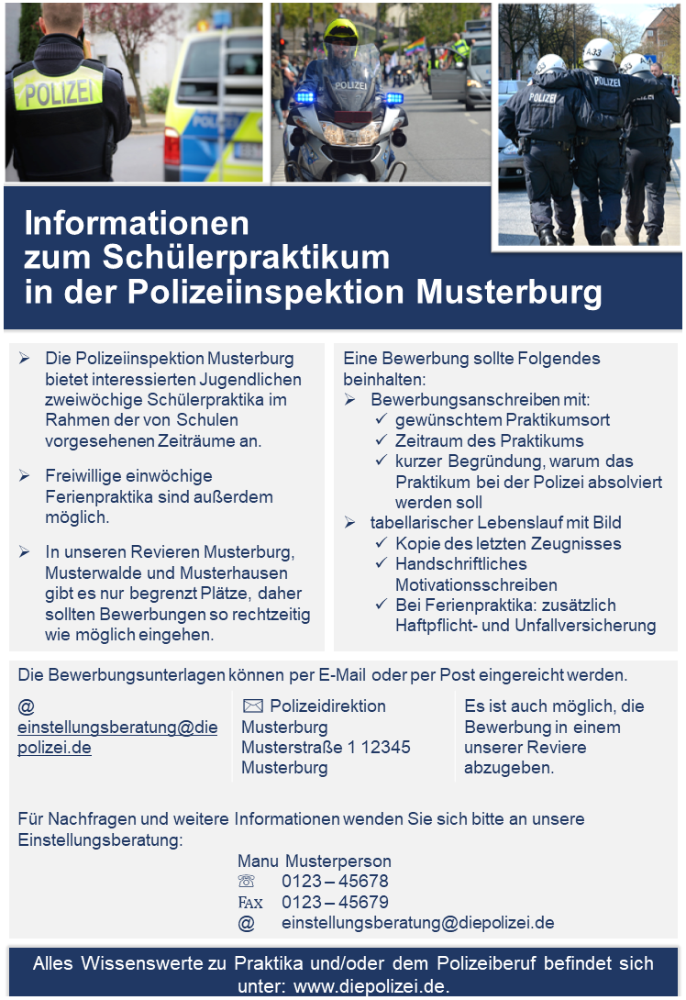 POLIZEI
POLIZEI
POLIZEI
A33
POLIZEI
POLIZEI
Informationen
zum Schülerpraktikum
in der Polizeiinspektion Musterburg
Die Polizeiinspektion Musterburg
bietet interessierten Jugendlichen
zweiwöchige Schülerpraktika im
Rahmen der von Schulen
vorgesehenen Zeiträume an.
Freiwillige einwöchige
Ferienpraktika sind außerdem
möglich.
In unseren Revieren Musterburg,
Musterwalde und Musterhausen
gibt es nur begrenzt Plätze, daher
sollten Bewerbungen so rechtzeitig
wie möglich eingehen.
Eine Bewerbung sollte Folgendes
beinhalten:
Bewerbungsanschreiben mit:
✓ gewünschtem Praktikumsort
✓ Zeitraum des Praktikums
✓ kurzer Begründung, warum das
Praktikum bei der Polizei absolviert
werden soll
tabellarischer Lebenslauf mit Bild
✓ Kopie des letzten Zeugnisses
✓ Handschriftliches
Motivationsschreiben
✓ Bei Ferienpraktika: zusätzlich
Haftpflicht- und Unfallversicherung
Die Bewerbungsunterlagen können per E-Mail oder per Post eingereicht werden.
@
einstellungsberatung@die
polizei.de
Polizeidirektion
Musterburg
Musterstraße 1 12345
Musterburg
Es ist auch möglich, die
Bewerbung in einem
unserer Reviere
abzugeben.
Für Nachfragen und weitere Informationen wenden Sie sich bitte an unsere
Einstellungsberatung:
Manu Musterperson
☏ 0123 – 45678
FAX 0123 – 45679
@ einstellungsberatung@diepolizei.de
Alles Wissenswerte zu Praktika und/oder dem Polizeiberuf befindet sich
unter: www.diepolizei.de.